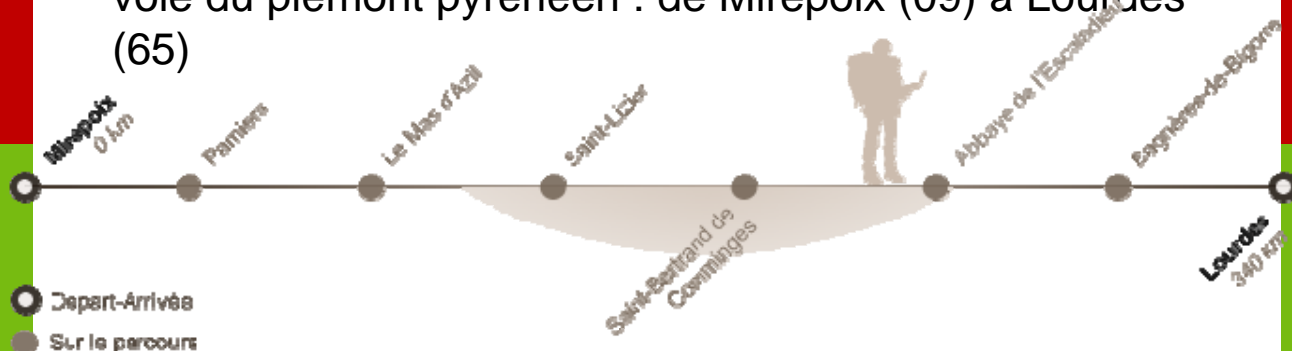 voie du piémont pyrénéen : de Mirepoix (09) à Lourdes
(65)
Mirepoix
0 km
Pamiers
Le Mas d'Azil
Saint-Lizier
Saint-Bertrand de
Comminges
Abbaye de l'Escaladieu
Bagnères-de-Bigorre
Lourdes
340 km
Départ-Arrivée
Sur le parcours